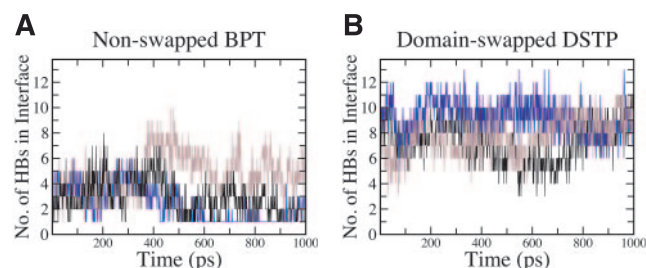 A
Non-swapped BPT
No. of HBs in Interface
12
10
8
6
4
2
0
200 400 600 800 1000
Time (ps)
B
Domain-swapped DSTP
No. of HBs in Interface
12
10
8
6
4
2
0
200 400 600 800 1000
Time (ps)